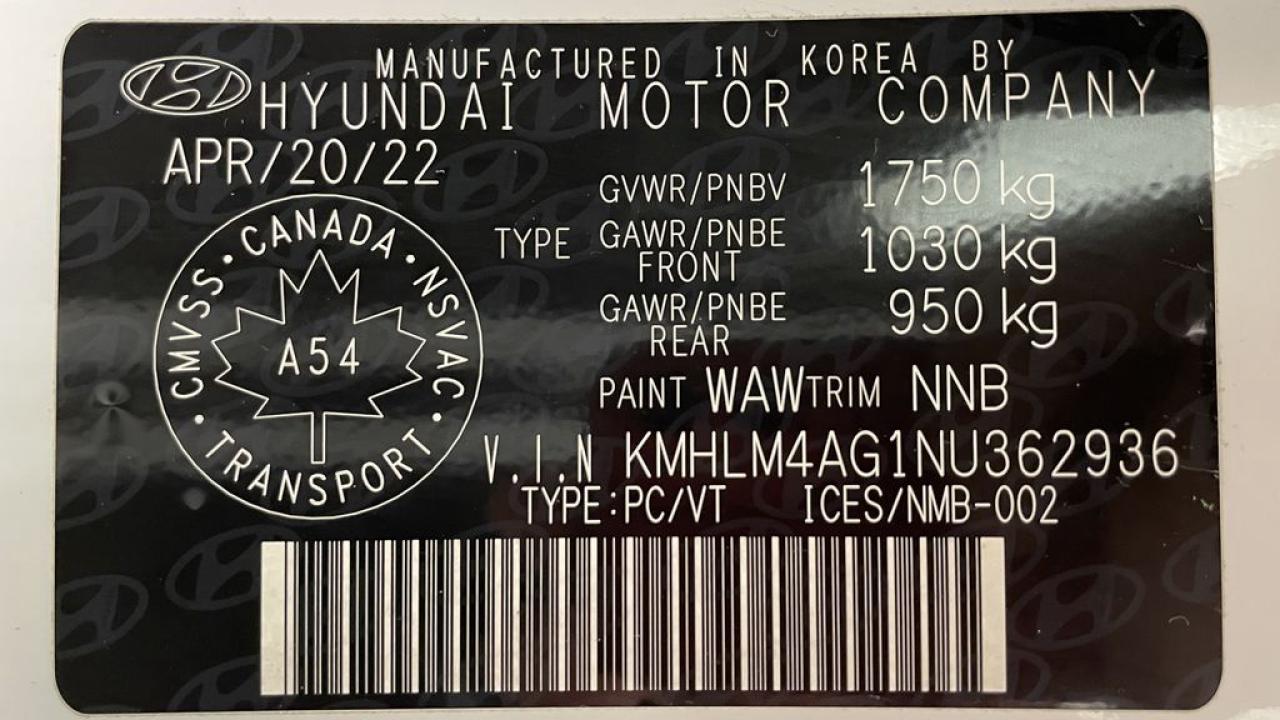 MANUFACTURED IN KOREA BY
HYUNDAI MOTOR COMPANY
APR/20/22
GVWR/PNBV 1750 kg
TYPE GAWR/PNBE FRONT 1030 kg
GAWR/PNBE REAR 950 kg
CMVSS · CANADA · NSVAC · TRANSPORT ·
A54
PAINT WAW TRIM NNB
V.I.N KMHLM4AG1NU362936
TYPE:PC/VT ICES/NMB-002